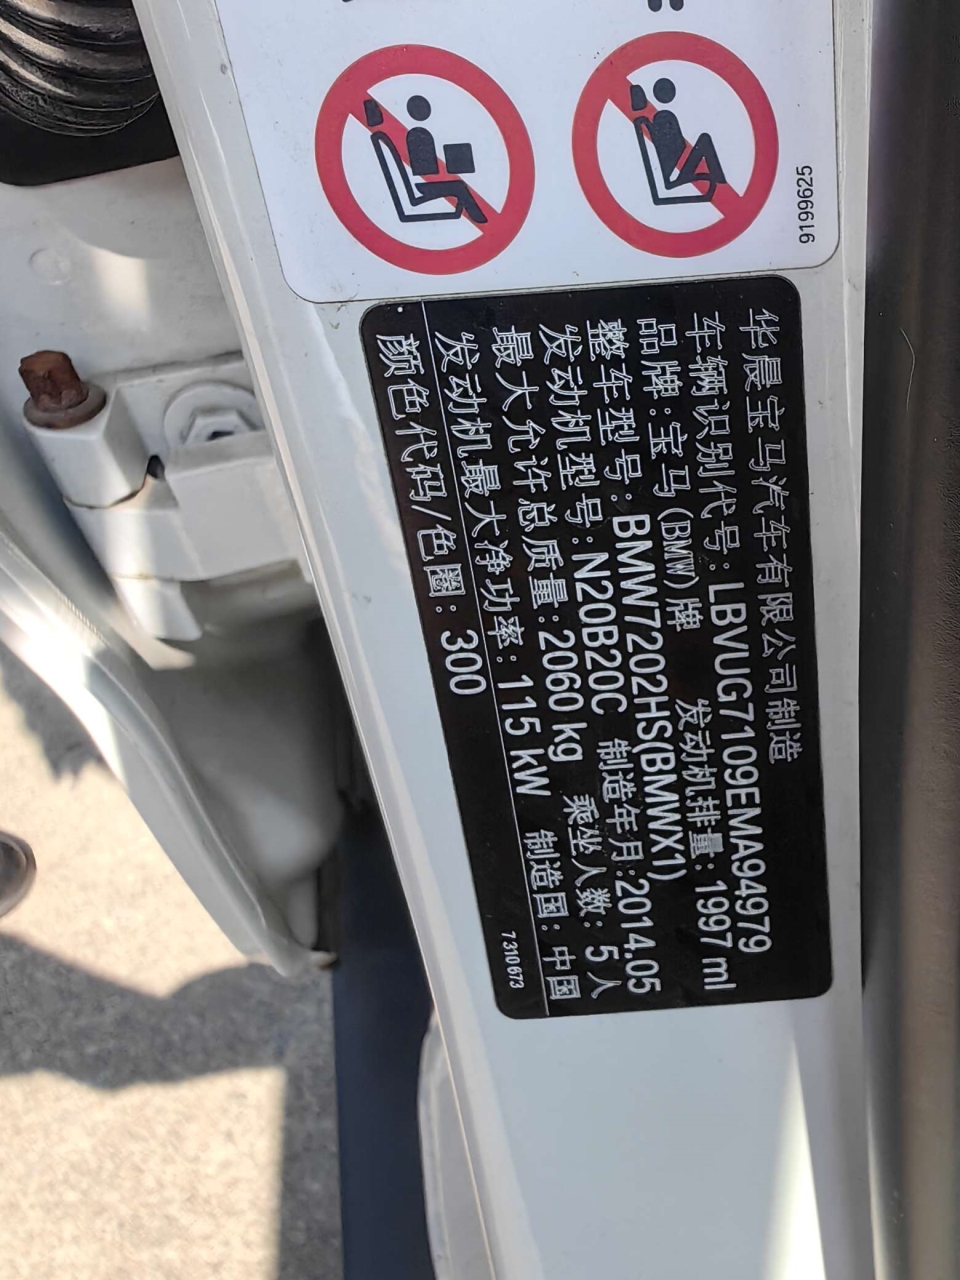 9199625
华晨宝马汽车有限公司制造
车辆识别代号:LBVUG7109EMA94979
品牌:宝马(BMW)牌 发动机排量:1997 ml
整车型号:BMW7202HS(BMWX1)
发动机型号:N20B20C 制造年月:2014.05
最大允许总质量:2060 kg 乘坐人数:5人
发动机最大净功率:115 kW 制造国:中国
颜色代码/色圈:300 7310673